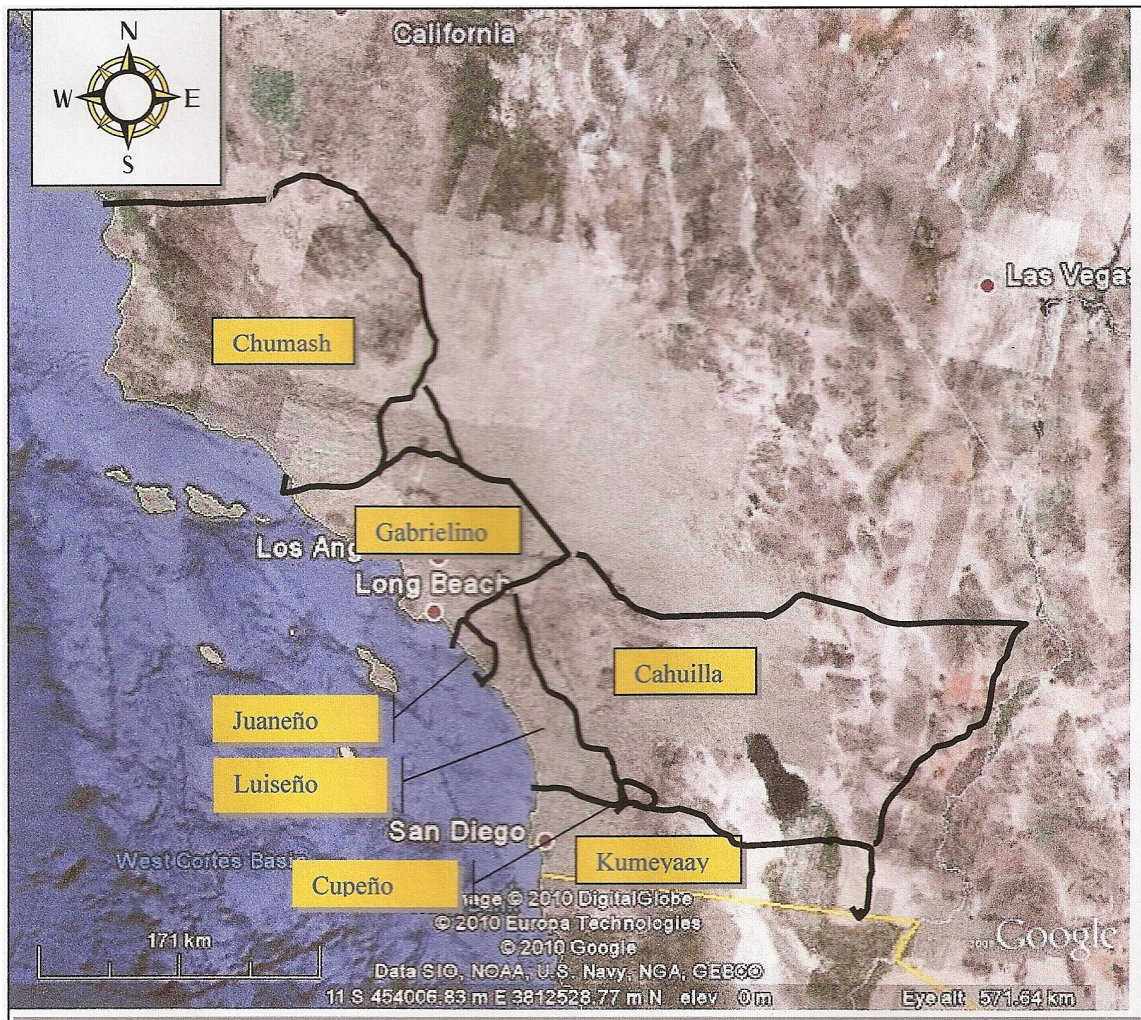 California
N
W E
S
Las Vegas
Chumash
Gabrielino
Los Ang
Long Beach
Cahuilla
Juaneño
Luiseño
San Diego
Kumeyaay
West Cortes Basin
Cupeño
mage © 2010 DigitalGlobe
© 2010 Europa Technologies
171 km
© 2010 Google
Google
Data SIO, NOAA, U.S. Navy, NGA, GEBCO
11 S 454006.83 m E 3812528.77 m N elev 0 m
Eye alt 571.64 km